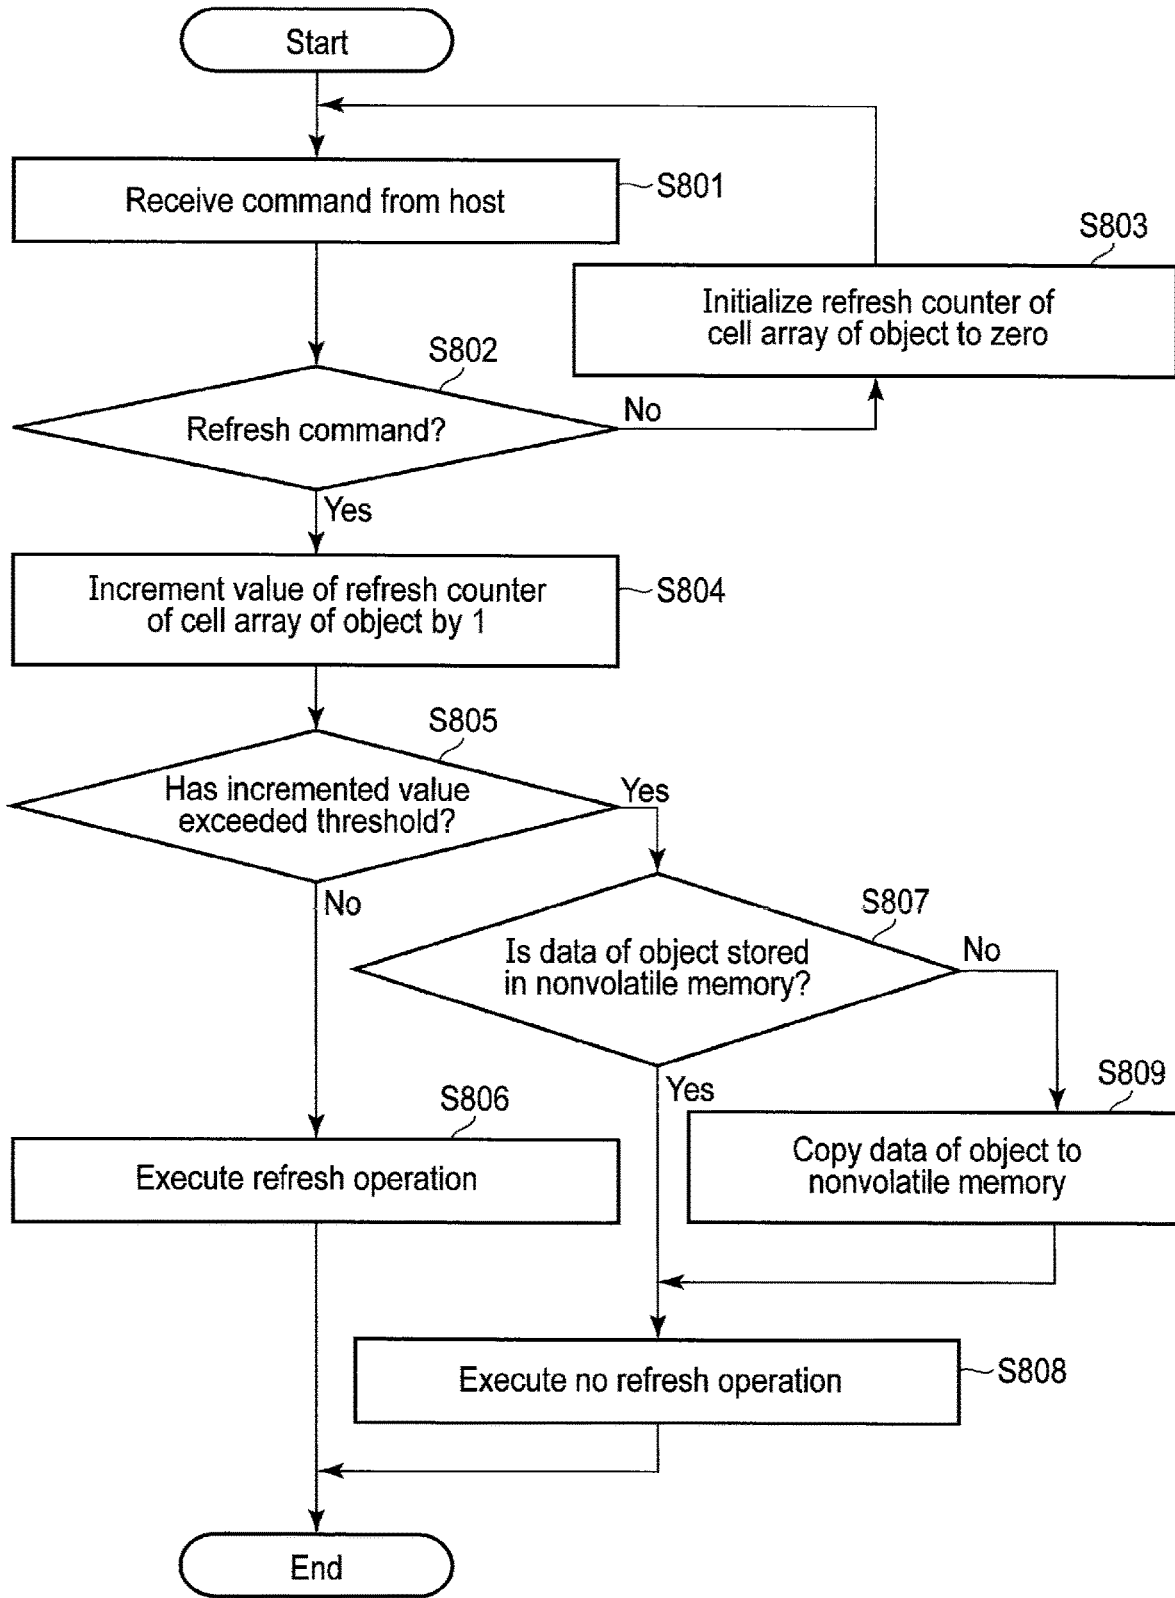 Start
Receive command from host
S801
S803
Initialize refresh counter of
cell array of object to zero
S802
Refresh command?
No
Yes
Increment value of refresh counter
of cell array of object by 1
S804
S805
Has incremented value
exceeded threshold?
Yes
No
S807
Is data of object stored
in nonvolatile memory?
No
Yes
S806
Execute refresh operation
S809
Copy data of object to
nonvolatile memory
Execute no refresh operation
S808
End